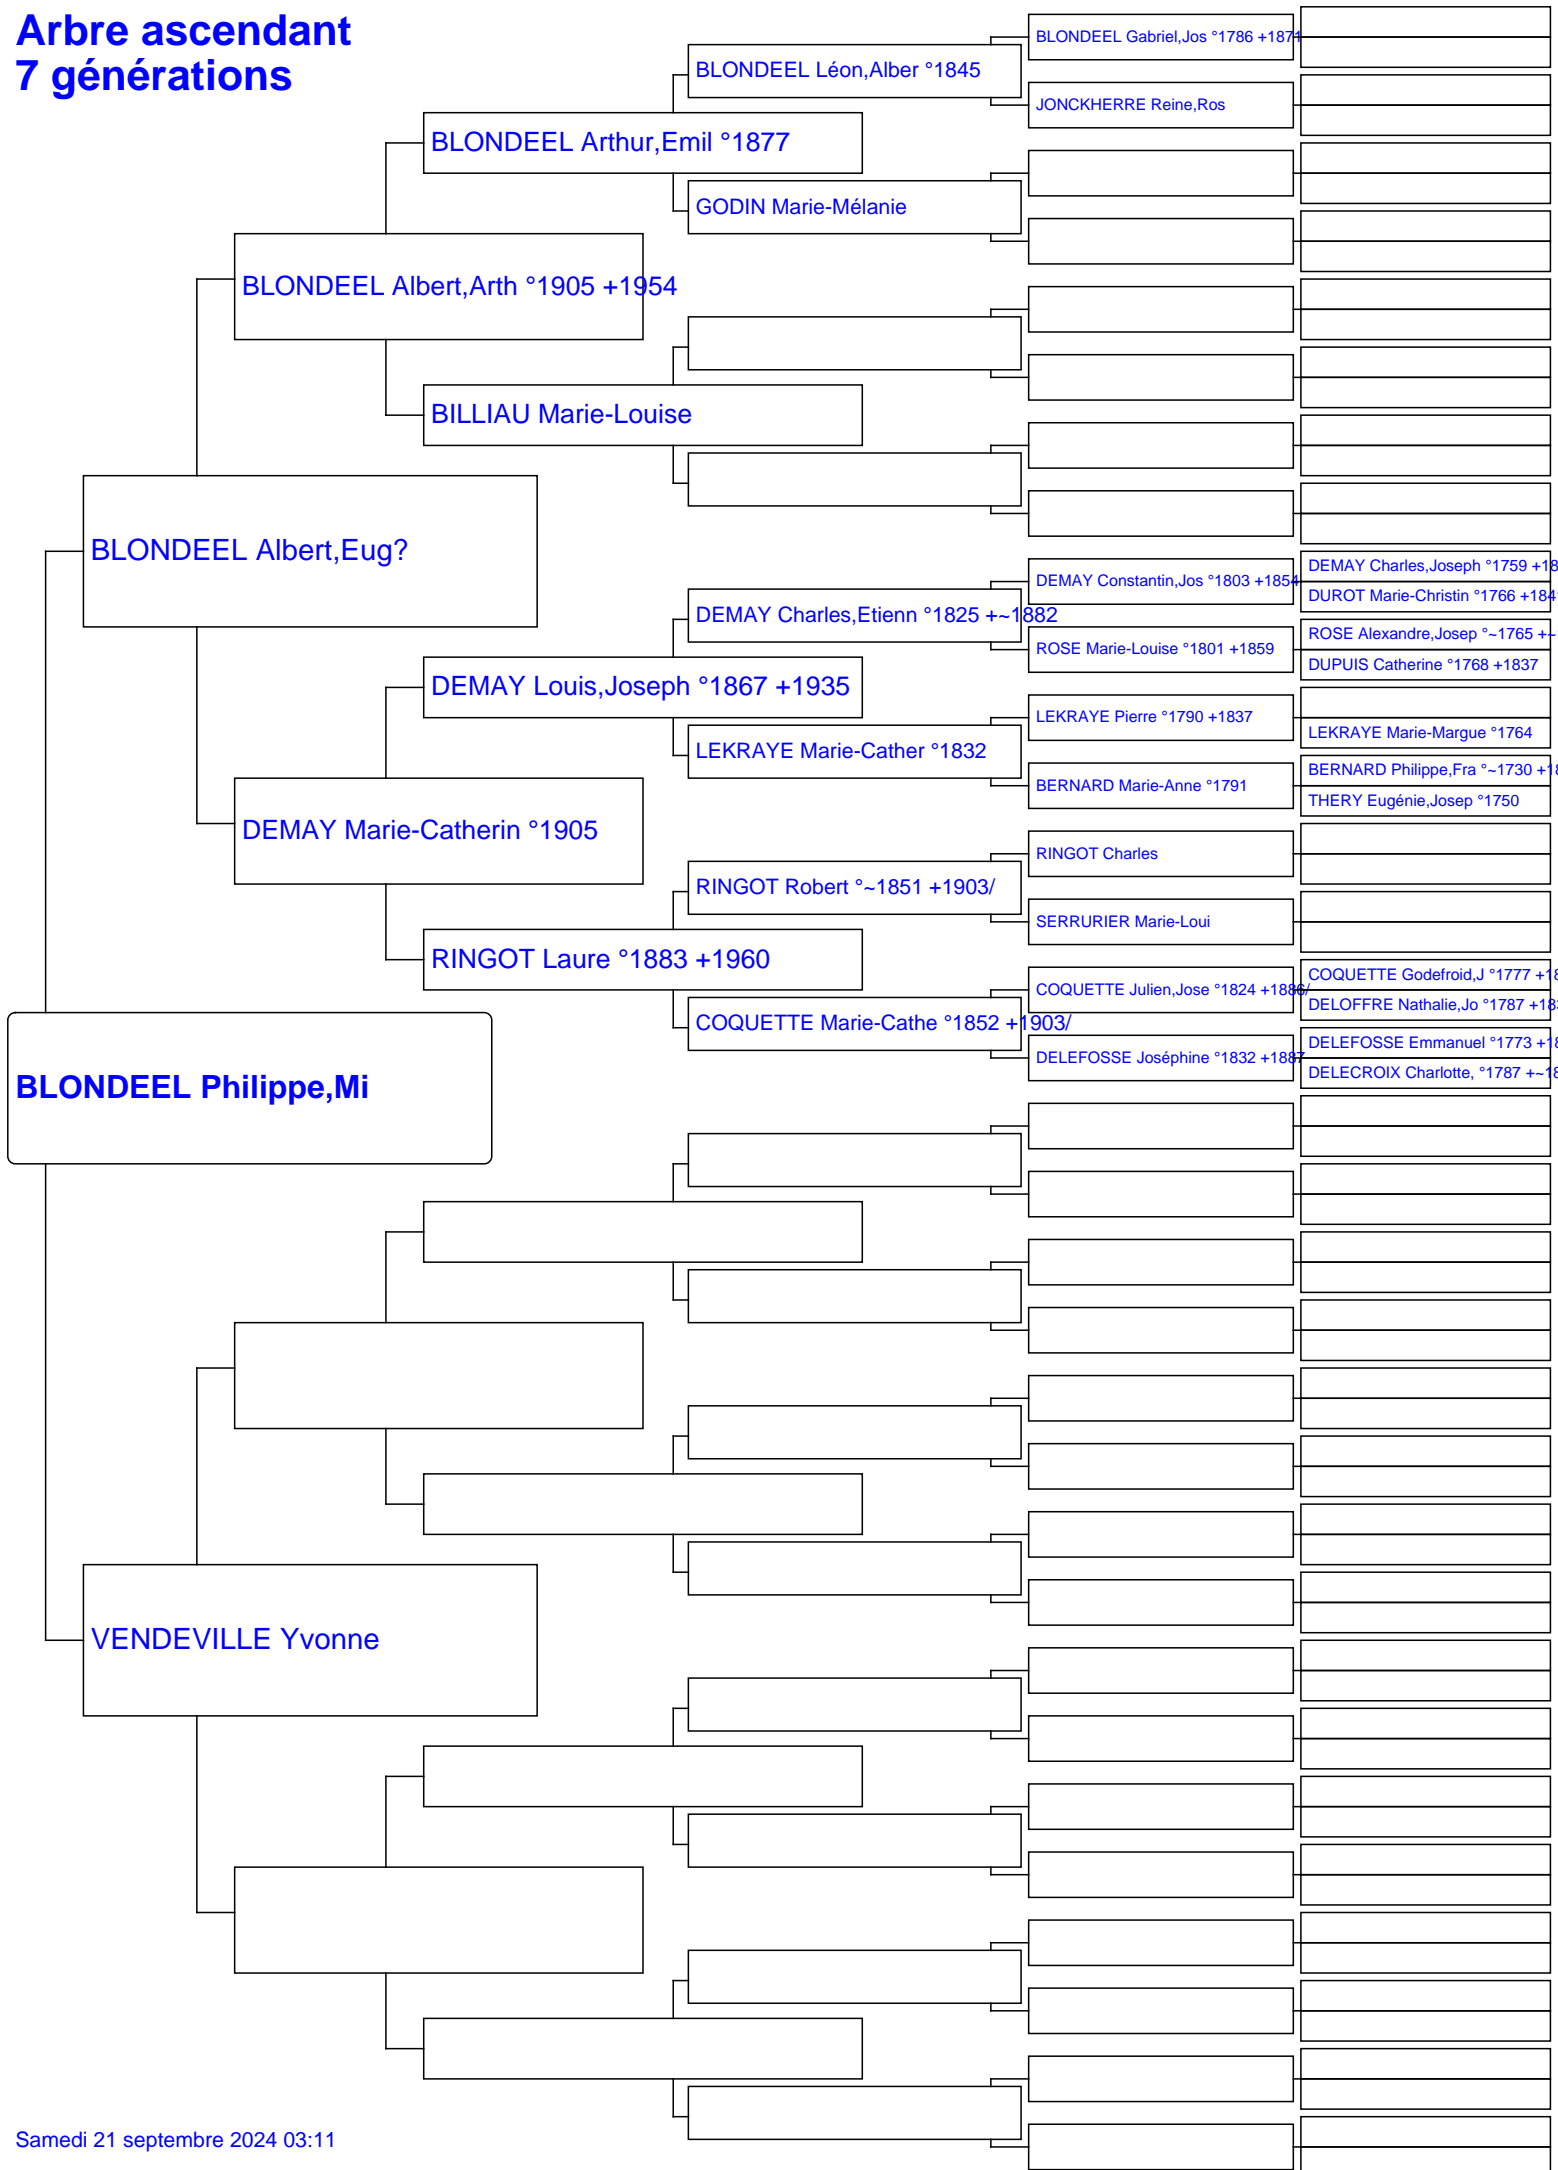 Arbre ascendant
7 générations
BLONDEEL Gabriel,Jos °1786 +1871
BLONDEEL Léon,Alber °1845
JONCKHERRE Reine,Ros
BLONDEEL Arthur,Emil °1877
GODIN Marie-Mélanie
BLONDEEL Albert,Arth °1905 +1954
BILLIAU Marie-Louise
BLONDEEL Albert,Eug?
DEMAY Charles,Joseph °1759 +18
DEMAY Constantin,Jos °1803 +1854
DUROT Marie-Christin °1766 +184
DEMAY Charles,Etienn °1825 +~1882
ROSE Alexandre,Josep °~1765 +~
ROSE Marie-Louise °1801 +1859
DUPUIS Catherine °1768 +1837
DEMAY Louis,Joseph °1867 +1935
LEKRAYE Pierre °1790 +1837
LEKRAYE Marie-Margue °1764
LEKRAYE Marie-Cather °1832
BERNARD Philippe,Fra °~1730 +18
BERNARD Marie-Anne °1791
THERY Eugénie,Josep °1750
DEMAY Marie-Catherin °1905
RINGOT Charles
RINGOT Robert °~1851 +1903/
SERRURIER Marie-Loui
RINGOT Laure °1883 +1960
COQUETTE Godefroid,J °1777 +18
COQUETTE Julien,Jose °1824 +1886/
DELOFFRE Nathalie,Jo °1787 +183
COQUETTE Marie-Cathe °1852 +1903/
DELEFOSSE Emmanuel °1773 +18
DELEFOSSE Joséphine °1832 +1887
DELECROIX Charlotte, °1787 +~18
BLONDEEL Philippe,Mi
VENDEVILLE Yvonne
Samedi 21 septembre 2024 03:11